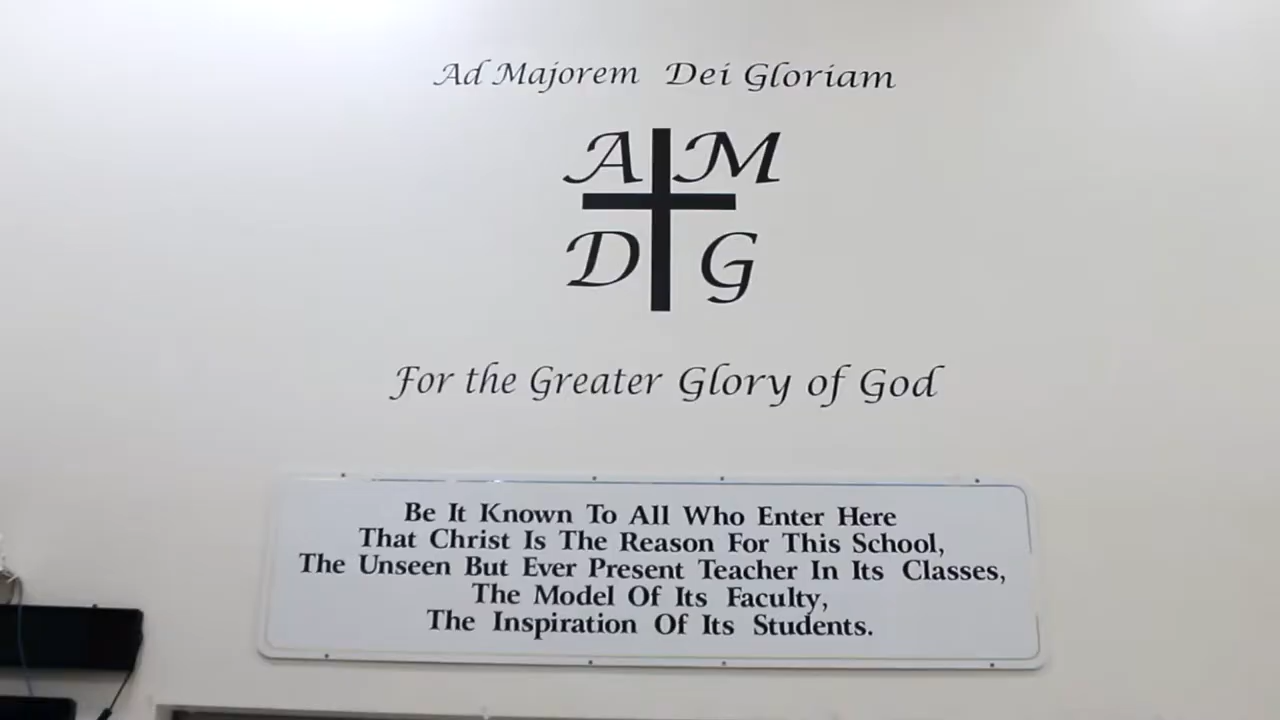 Ad Majorem Dei Gloriam
A M
D G
For the Greater Glory of God
Be It Known To All Who Enter Here
That Christ Is The Reason For This School,
The Unseen But Ever Present Teacher In Its Classes,
The Model Of Its Faculty,
The Inspiration Of Its Students.